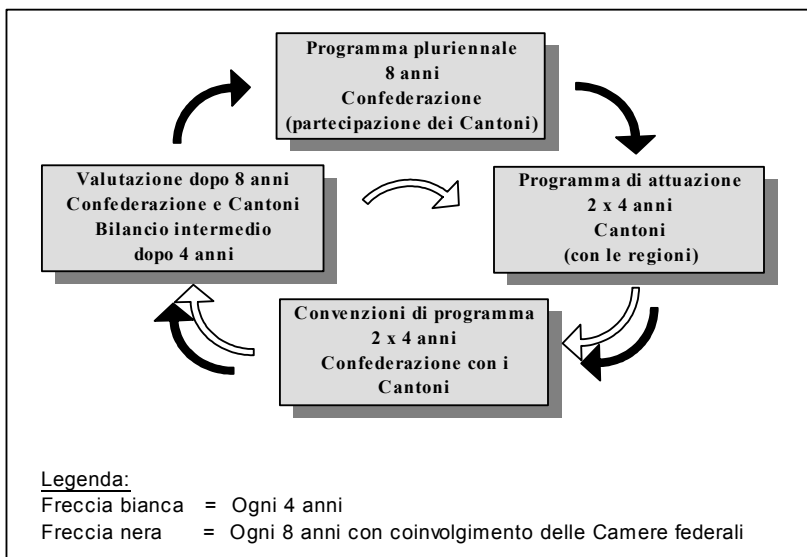 Programma pluriennale
8 anni
Confederazione
(partecipazione dei Cantoni)
Valutazione dopo 8 anni
Confederazione e Cantoni
Bilancio intermedio
dopo 4 anni
Programma di attuazione
2 x 4 anni
Cantoni
(con le regioni)
Convenzioni di programma
2 x 4 anni
Confederazione con i
Cantoni
Legenda:
Freccia bianca = Ogni 4 anni
Freccia nera = Ogni 8 anni con coinvolgimento delle Camere federali